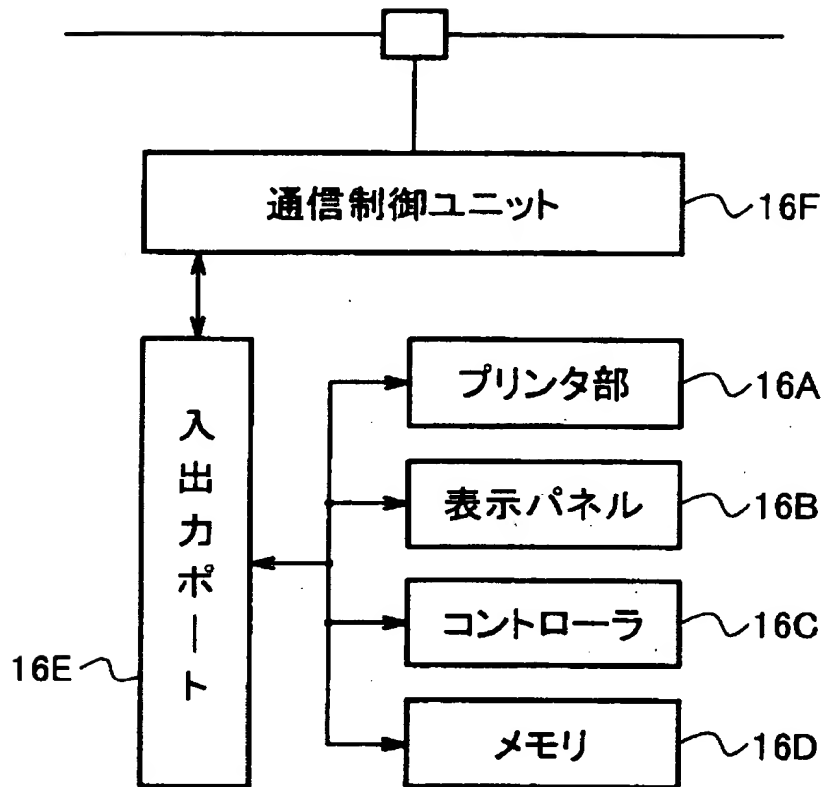 通信制御ユニット
16F
入出力ポート
16E
プリンタ部
16A
表示パネル
16B
コントローラ
16C
メモリ
16D